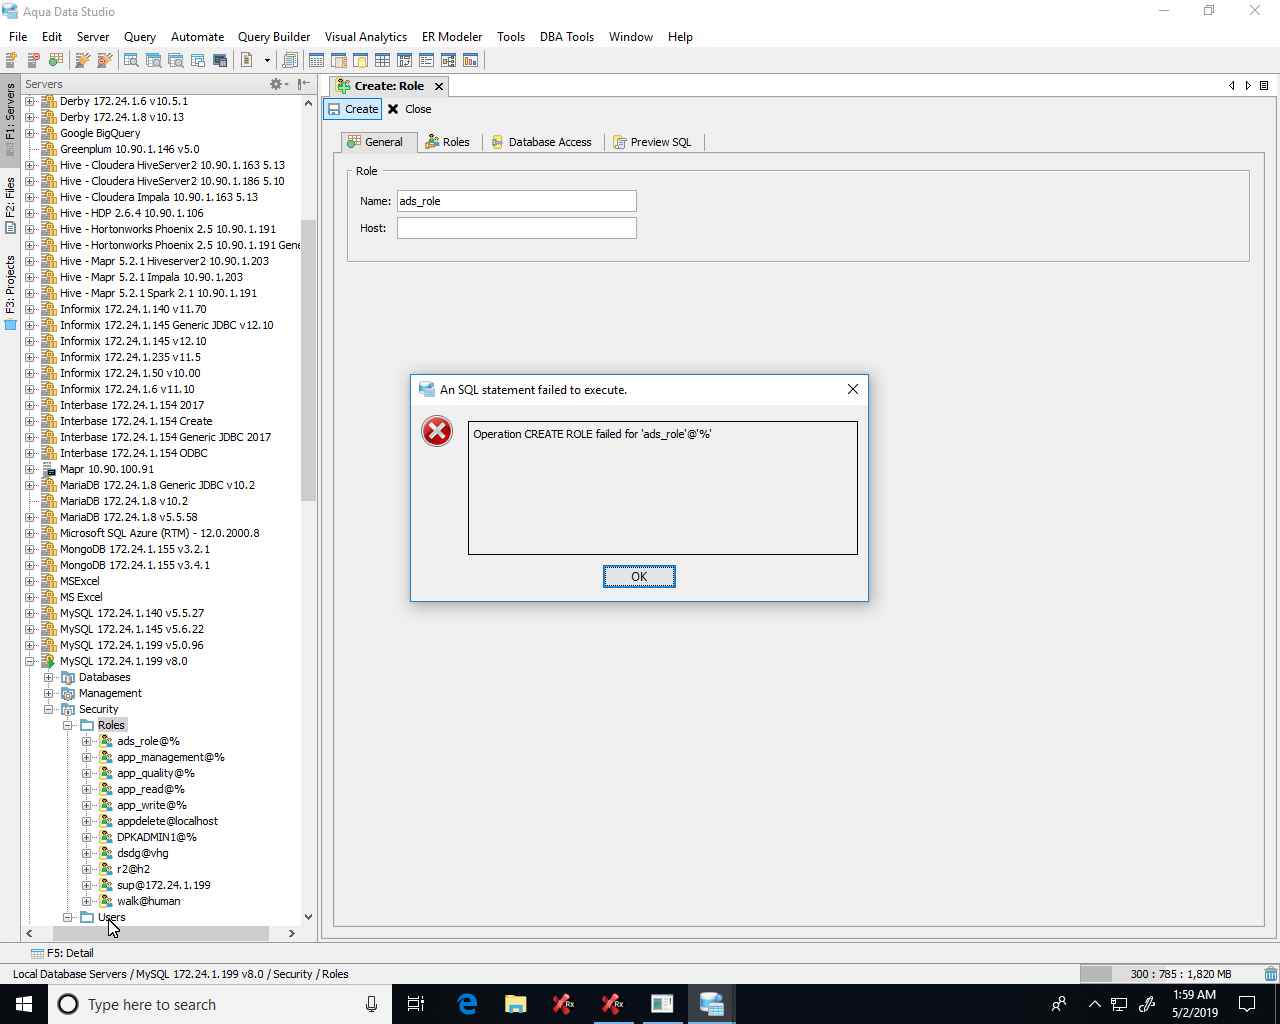 Aqua Data Studio
File Edit Server Query Automate Query Builder Visual Analytics ER Modeler Tools DBA Tools Window Help
F1: Servers
F2: Files
F3: Projects
Servers
Derby 172.24.1.6 v10.5.1
Derby 172.24.1.8 v10.13
Google BigQuery
Greenplum 10.90.1.146 v5.0
Hive - Cloudera HiveServer2 10.90.1.163 5.13
Hive - Cloudera HiveServer2 10.90.1.186 5.10
Hive - Cloudera Impala 10.90.1.163 5.13
Hive - HDP 2.6.4 10.90.1.106
Hive - Hortonworks Phoenix 2.5 10.90.1.191
Hive - Hortonworks Phoenix 2.5 10.90.1.191 Gene
Hive - Mapr 5.2.1 Hiveserver2 10.90.1.203
Hive - Mapr 5.2.1 Impala 10.90.1.203
Hive - Mapr 5.2.1 Spark 2.1 10.90.1.191
Informix 172.24.1.140 v11.70
Informix 172.24.1.145 Generic JDBC v12.10
Informix 172.24.1.145 v12.10
Informix 172.24.1.235 v11.5
Informix 172.24.1.50 v10.00
Informix 172.24.1.6 v11.10
Interbase 172.24.1.154 2017
Interbase 172.24.1.154 Create
Interbase 172.24.1.154 Generic JDBC 2017
Interbase 172.24.1.154 ODBC
Mapr 10.90.100.91
MariaDB 172.24.1.8 Generic JDBC v10.2
MariaDB 172.24.1.8 v10.2
MariaDB 172.24.1.8 v5.5.58
Microsoft SQL Azure (RTM) - 12.0.2000.8
MongoDB 172.24.1.155 v3.2.1
MongoDB 172.24.1.155 v3.4.1
MSExcel
MS Excel
MySQL 172.24.1.140 v5.5.27
MySQL 172.24.1.145 v5.6.22
MySQL 172.24.1.199 v5.0.96
MySQL 172.24.1.199 v8.0
Databases
Management
Security
Roles
ads_role@%
app_management@%
app_quality@%
app_read@%
app_write@%
appdelete@localhost
DPKADMIN1@%
dsdg@vhg
r2@h2
sup@172.24.1.199
walk@human
Users
Create: Role
Create Close
General Roles Database Access Preview SQL
Role
Name: ads_role
Host:
An SQL statement failed to execute.
Operation CREATE ROLE failed for 'ads_role'@'%'
OK
F5: Detail
Local Database Servers / MySQL 172.24.1.199 v8.0 / Security / Roles
300 : 785 : 1,820 MB
Type here to search
Rx
Rx
1:59 AM
5/2/2019